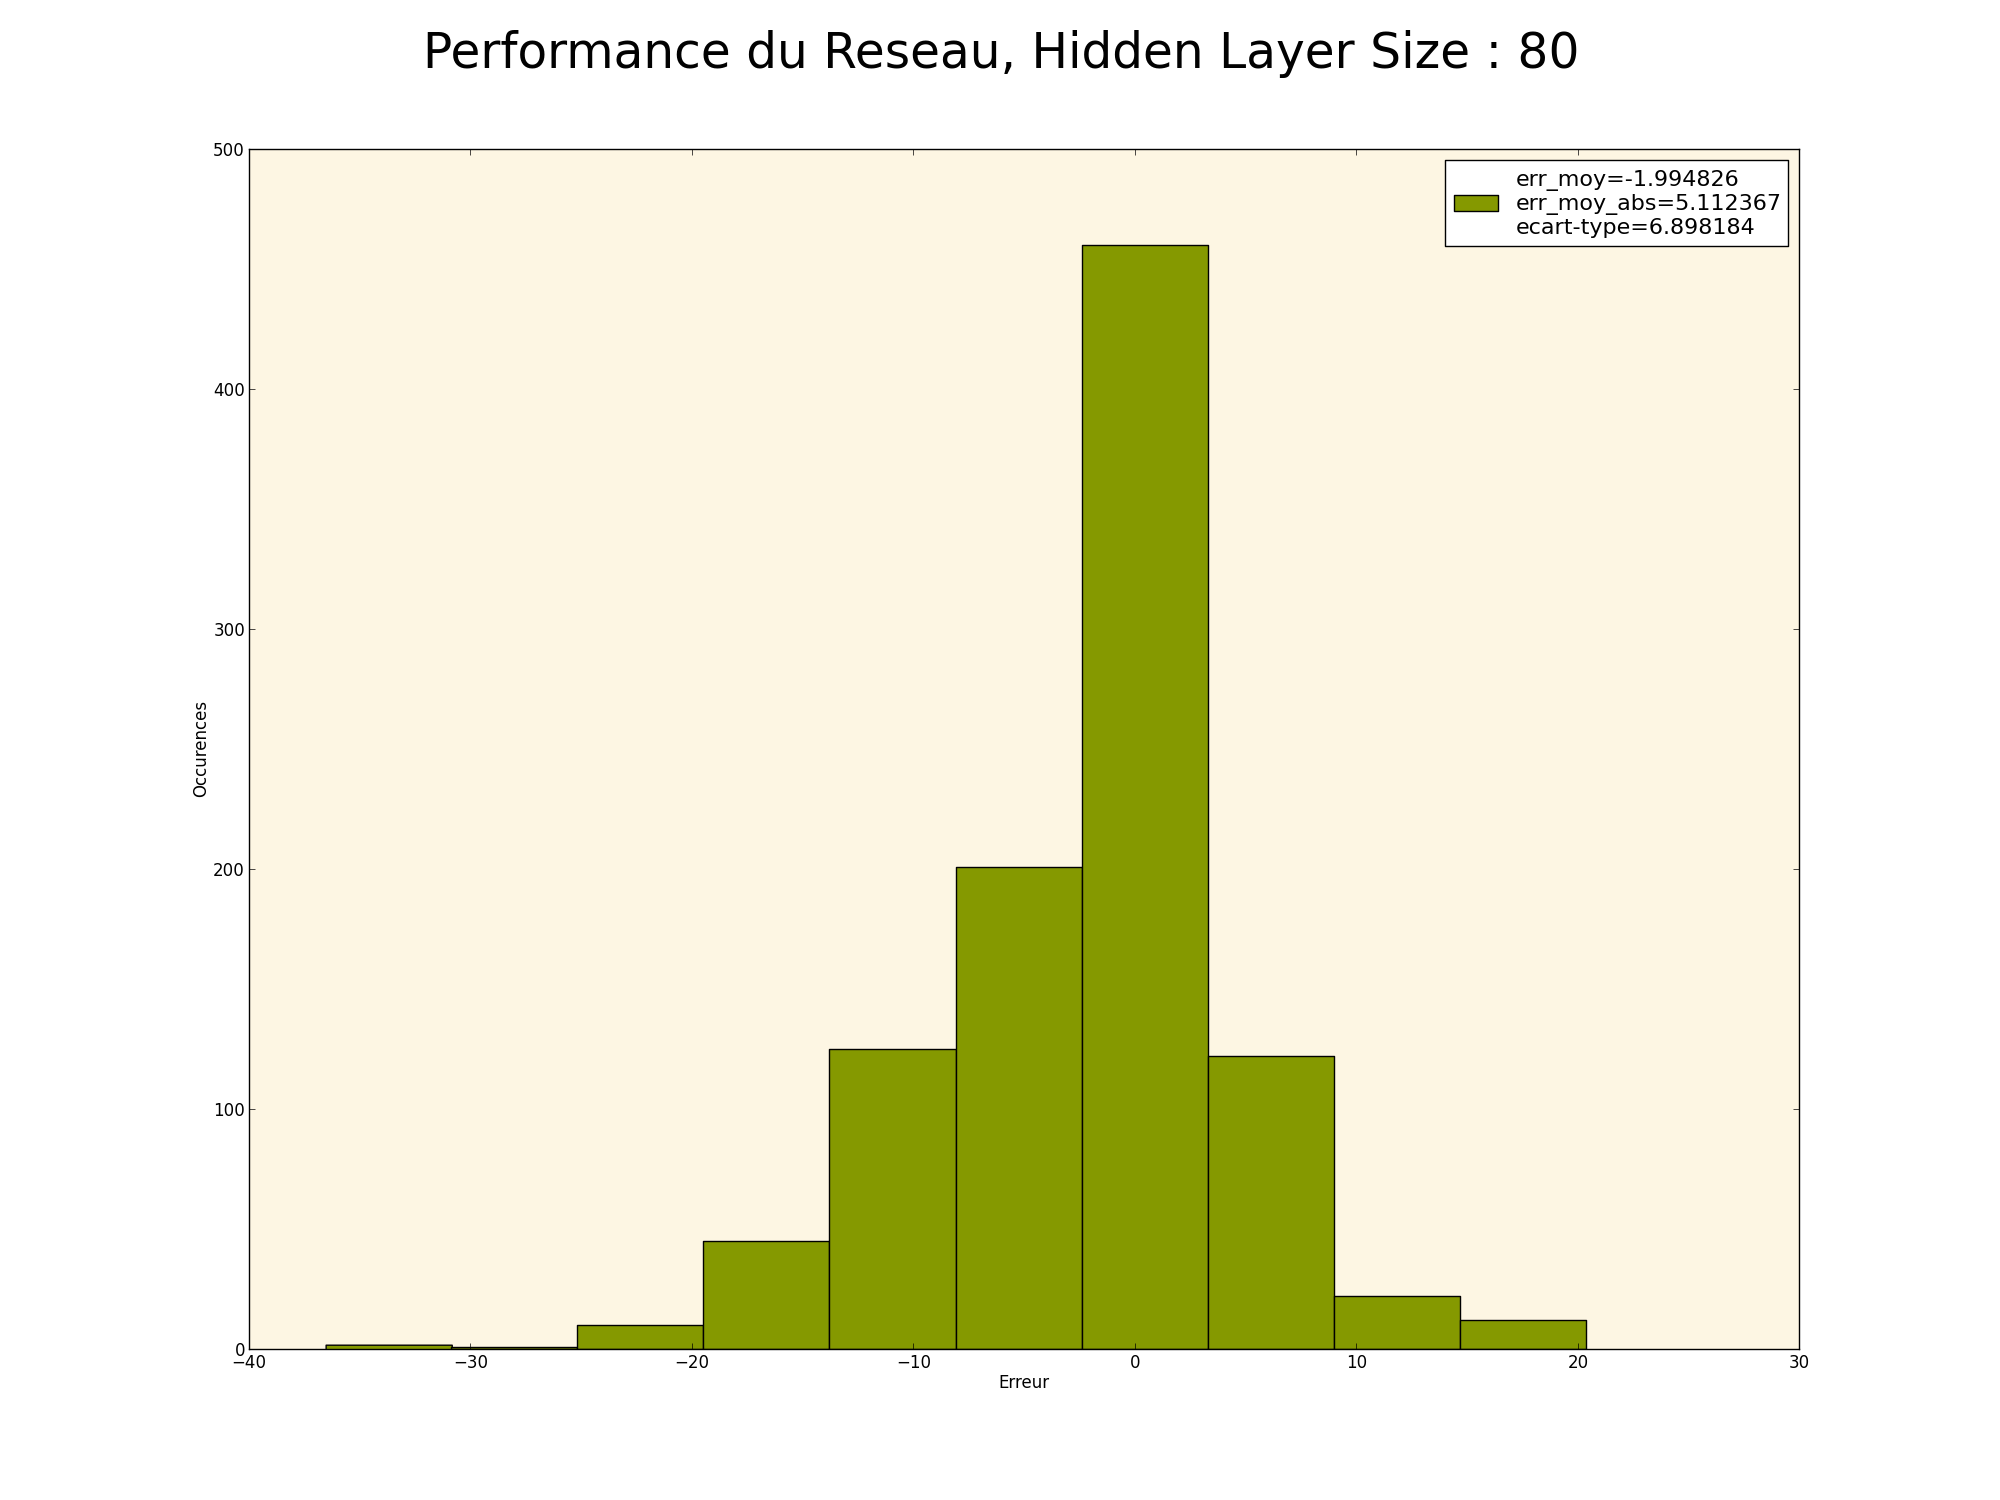 Performance du Reseau, Hidden Layer Size : 80
500
400
300
200
100
0
Occurences
err_moy=-1.994826
err_moy_abs=5.112367
ecart-type=6.898184
−40 −30 −20 −10 0 10 20 30
Erreur